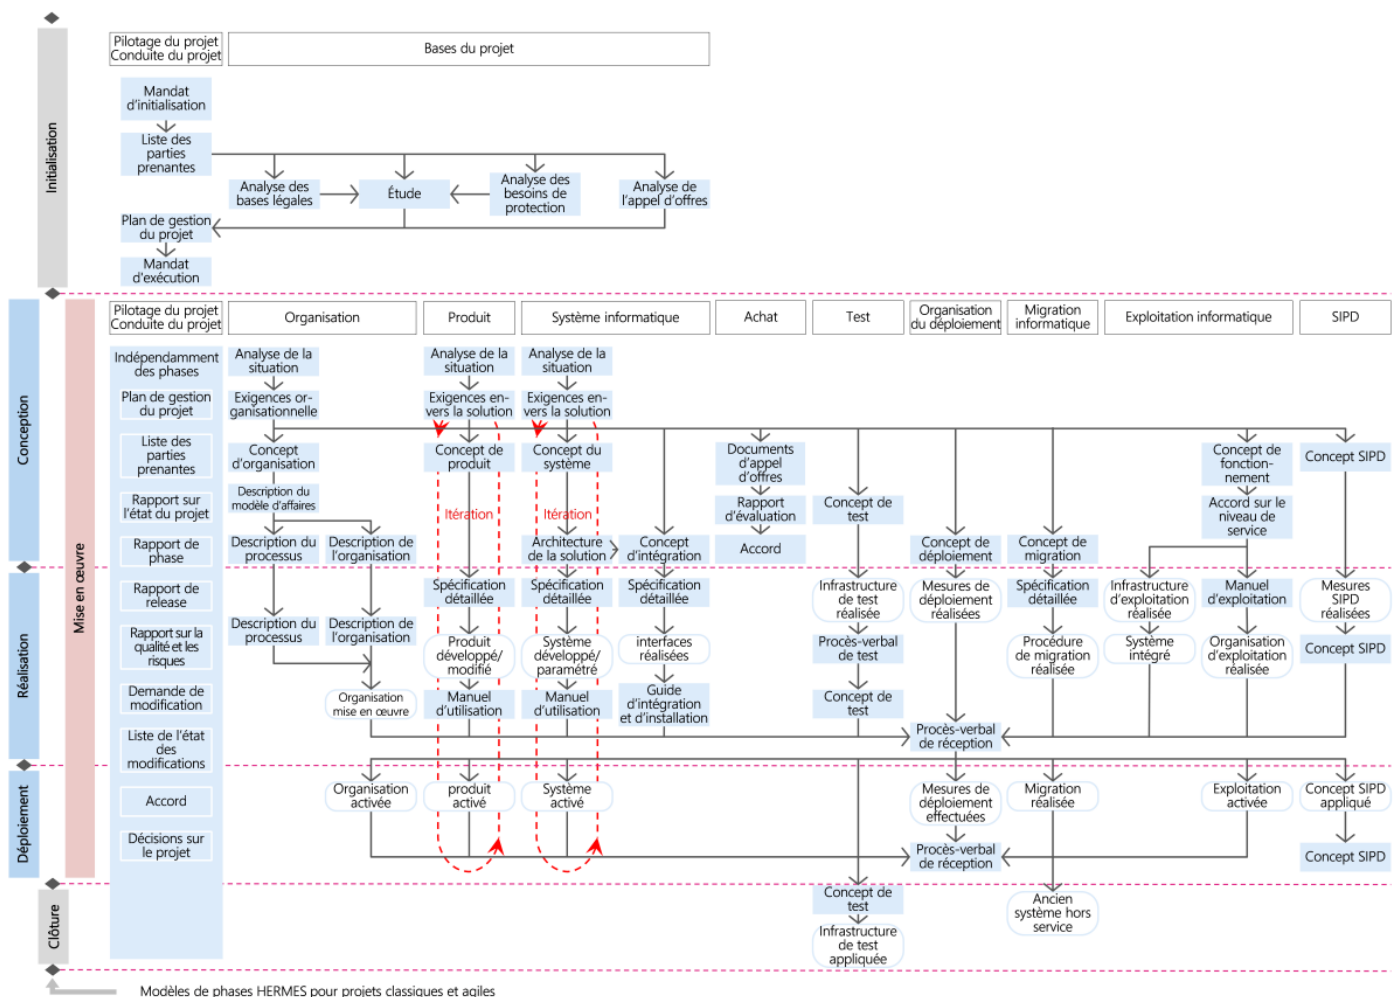 Pilotage du projet
Conduite du projet
Bases du projet
Initialisation
Mandat
d'initialisation
Liste des
parties
prenantes
Analyse des
bases légales
Étude
Analyse des
besoins de
protection
Analyse de
l'appel d'offres
Plan de gestion
du projet
Mandat
d'exécution
Conception
Réalisation
Déploiement
Mise en œuvre
Clôture
Pilotage du projet
Conduite du projet
Organisation
Produit
Système informatique
Achat
Test
Organisation
du déploiement
Migration
informatique
Exploitation informatique
SIPD
Indépendamment
des phases
Plan de gestion
du projet
Liste des
parties
prenantes
Rapport sur
l'état du projet
Rapport de
phase
Rapport de
release
Rapport sur la
qualité et les
risques
Demande de
modification
Liste de l'état
des
modifications
Accord
Décisions sur
le projet
Analyse de la
situation
Exigences or-
ganisationnelle
Concept
d'organisation
Description du
modèle d'affaires
Description du
processus
Description de
l'organisation
Description du
processus
Description de
l'organisation
Organisation
mise en œuvre
Organisation
activée
Analyse de la
situation
Exigences en-
vers la solution
Concept de
produit
Itération
Spécification
détaillée
Produit
développé/
modifié
Manuel
d'utilisation
produit
activé
Analyse de la
situation
Exigences en-
vers la solution
Concept du
système
Itération
Architecture
de la solution
Spécification
détaillée
Système
développé/
paramétré
Manuel
d'utilisation
Système
activé
Concept
d'intégration
Spécification
détaillée
interfaces
réalisées
Guide
d'intégration
et d'installation
Documents
d'appel
d'offres
Rapport
d'évaluation
Accord
Concept de
test
Infrastructure
de test
réalisée
Procès-verbal
de test
Concept de
test
Concept de
test
Infrastructure
de test
appliquée
Concept de
déploiement
Mesures de
déploiement
réalisées
Procès-verbal
de réception
Mesures de
déploiement
effectuées
Procès-verbal
de réception
Concept de
migration
Spécification
détaillée
Procédure
de migration
réalisée
Migration
réalisée
Ancien
système hors
service
Infrastructure
d'exploitation
réalisée
Système
intégré
Concept de
fonction-
nement
Accord sur le
niveau de
service
Manuel
d'exploitation
Organisation
d'exploitation
réalisée
Exploitation
activée
Concept SIPD
Mesures
SIPD
réalisées
Concept SIPD
Concept SIPD
appliqué
Concept SIPD
Modèles de phases HERMES pour projets classiques et agiles